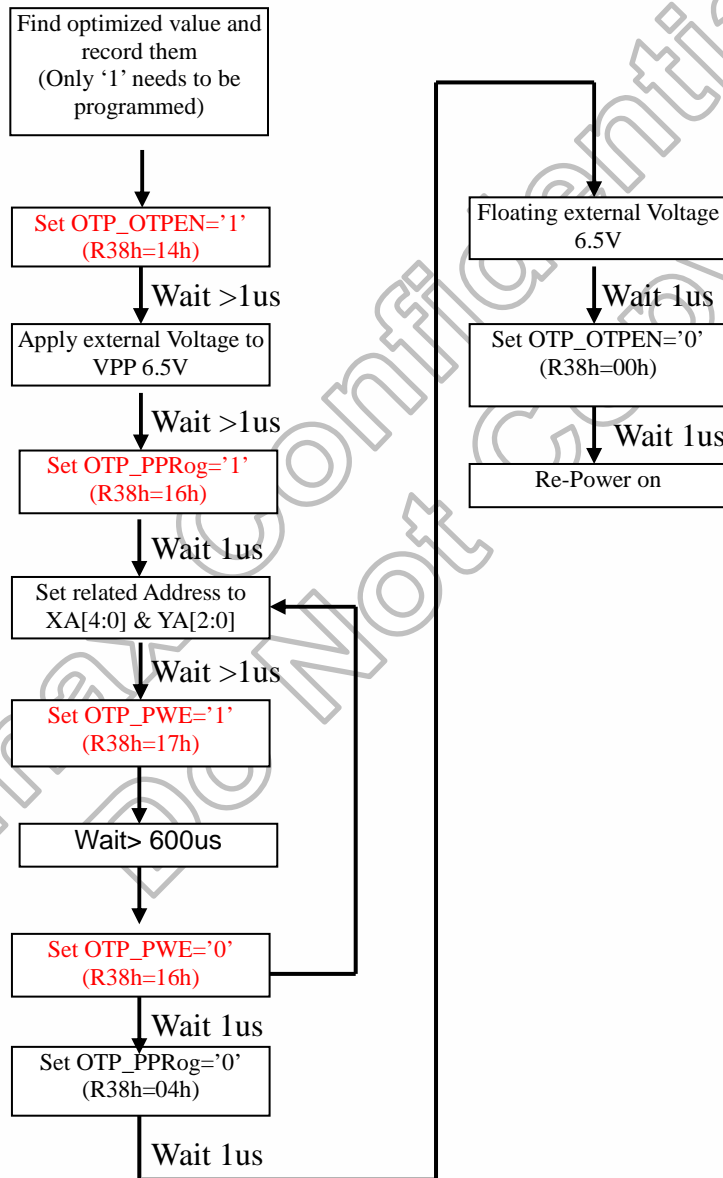 Find optimized value and
record them
(Only ‘1’ needs to be
programmed)
Set OTP_OTPEN=’1’
(R38h=14h)
Wait >1us
Apply external Voltage to
VPP 6.5V
Wait >1us
Set OTP_PPRog=’1’
(R38h=16h)
Wait 1us
Set related Address to
XA[4:0] & YA[2:0]
Wait >1us
Set OTP_PWE=’1’
(R38h=17h)
Wait> 600us
Set OTP_PWE=’0’
(R38h=16h)
Wait 1us
Set OTP_PPRog=’0’
(R38h=04h)
Wait 1us
Floating external Voltage
6.5V
Wait 1us
Set OTP_OTPEN=’0’
(R38h=00h)
Wait 1us
Re-Power on
Confidential
Do Not